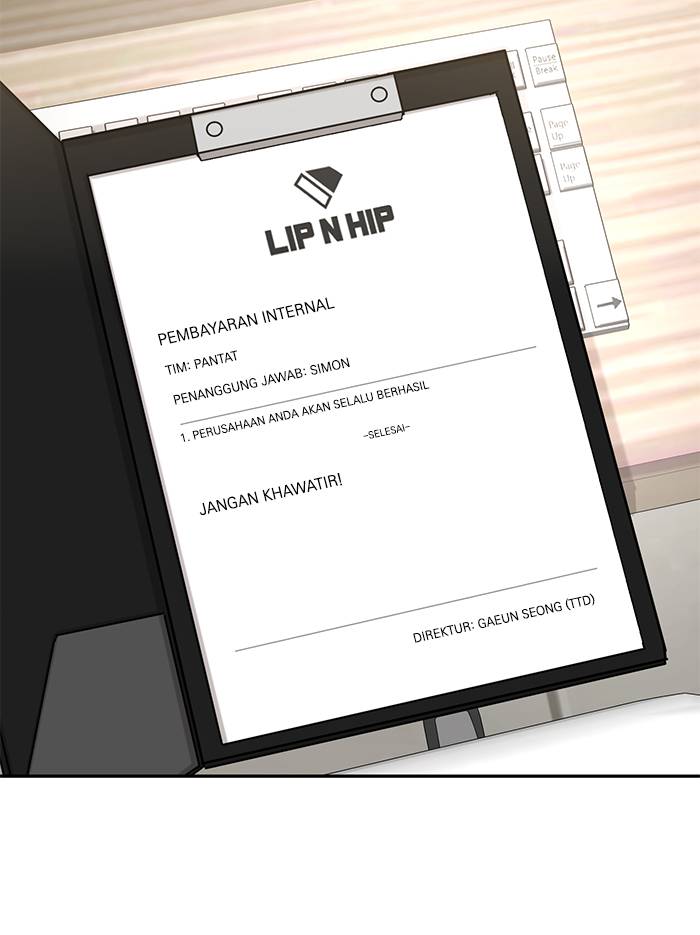 Pause
Break
Page
Up
Page
Up
LIP N HIP
PEMBAYARAN INTERNAL
TIM: PANTAT
PENANGGUNG JAWAB: SIMON
1. PERUSAHAAN ANDA AKAN SELALU BERHASIL
-SELESAI-
JANGAN KHAWATIR!
DIREKTUR: GAEUN SEONG (TTD)